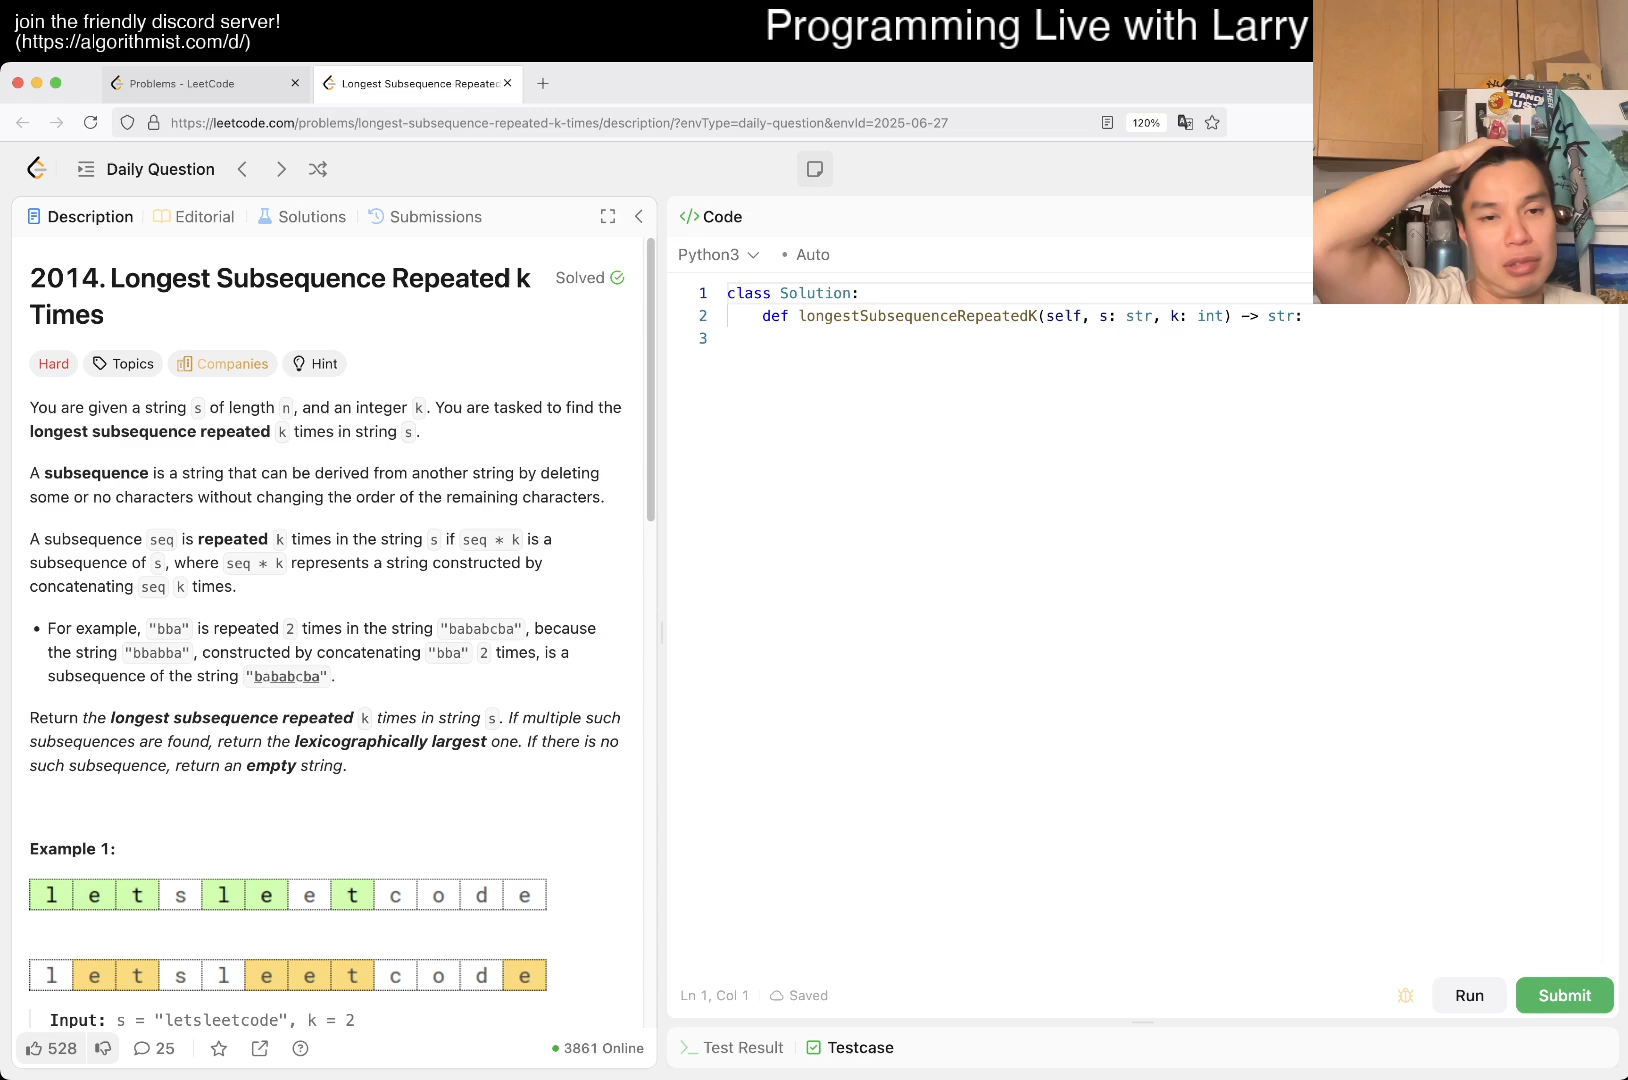 join the friendly discord server!
(https://algorithmist.com/d/)
Programming Live with Larry
Problems - LeetCode
Longest Subsequence Repeated
https://leetcode.com/problems/longest-subsequence-repeated-k-times/description/?envType=daily-question&envId=2025-06-27
120%
Daily Question
Description
Editorial
Solutions
Submissions
2014. Longest Subsequence Repeated k
Times
Solved
Hard
Topics
Companies
Hint
You are given a string s of length n, and an integer k. You are tasked to find the
longest subsequence repeated k times in string s.
A subsequence is a string that can be derived from another string by deleting
some or no characters without changing the order of the remaining characters.
A subsequence seq is repeated k times in the string s if seq * k is a
subsequence of s, where seq * k represents a string constructed by
concatenating seq k times.
• For example, "bba" is repeated 2 times in the string "bababcba", because
the string "bbabba", constructed by concatenating "bba" 2 times, is a
subsequence of the string "bababcba".
Return the longest subsequence repeated k times in string s. If multiple such
subsequences are found, return the lexicographically largest one. If there is no
such subsequence, return an empty string.
Example 1:
l e t s l e e t c o d e
l e t s l e e t c o d e
Input: s = "letsleetcode", k = 2
528
25
3861 Online
</> Code
Python3
• Auto
1 class Solution:
2 def longestSubsequenceRepeatedK(self, s: str, k: int) -> str:
3
Ln 1, Col 1
Saved
Run
Submit
Test Result
Testcase
STAND
US